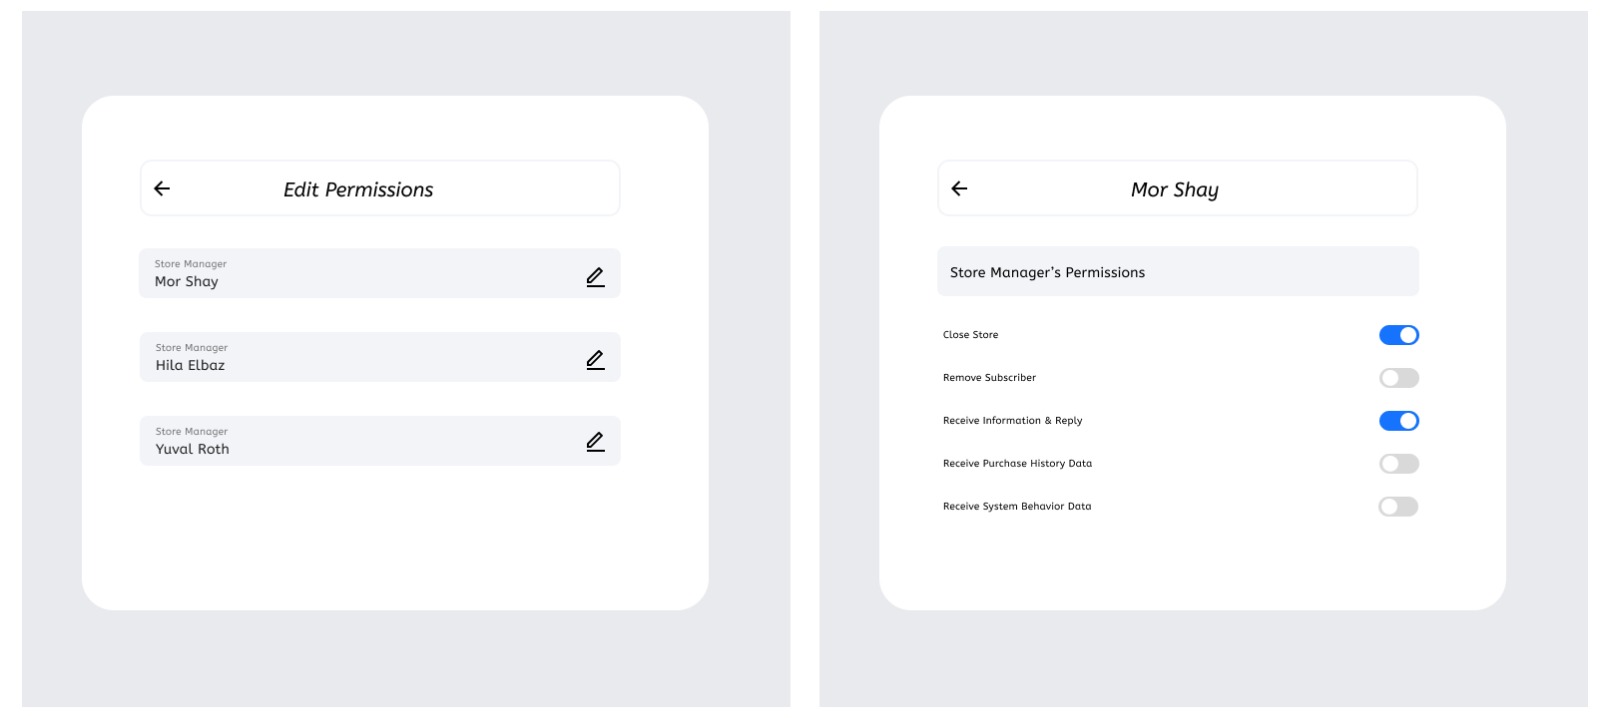 Edit Permissions
Store Manager
Mor Shay
Store Manager
Hila Elbaz
Store Manager
Yuval Roth
Mor Shay
Store Manager's Permissions
Close Store
Remove Subscriber
Receive Information & Reply
Receive Purchase History Data
Receive System Behavior Data